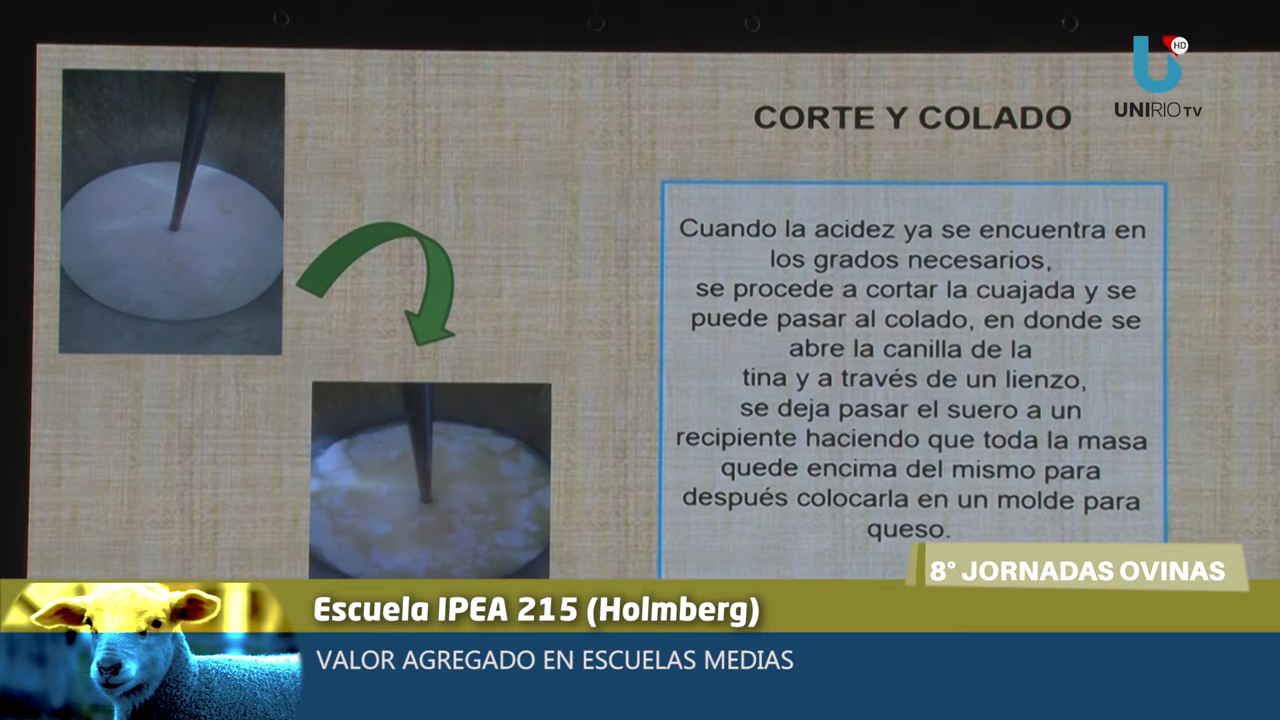 HD
UNIRIO TV
CORTE Y COLADO
Cuando la acidez ya se encuentra en
los grados necesarios,
se procede a cortar la cuajada y se
puede pasar al colado, en donde se
abre la canilla de la
tina y a través de un lienzo,
se deja pasar el suero a un
recipiente haciendo que toda la masa
quede encima del mismo para
después colocarla en un molde para
queso.
8° JORNADAS OVINAS
Escuela IPEA 215 (Holmberg)
VALOR AGREGADO EN ESCUELAS MEDIAS